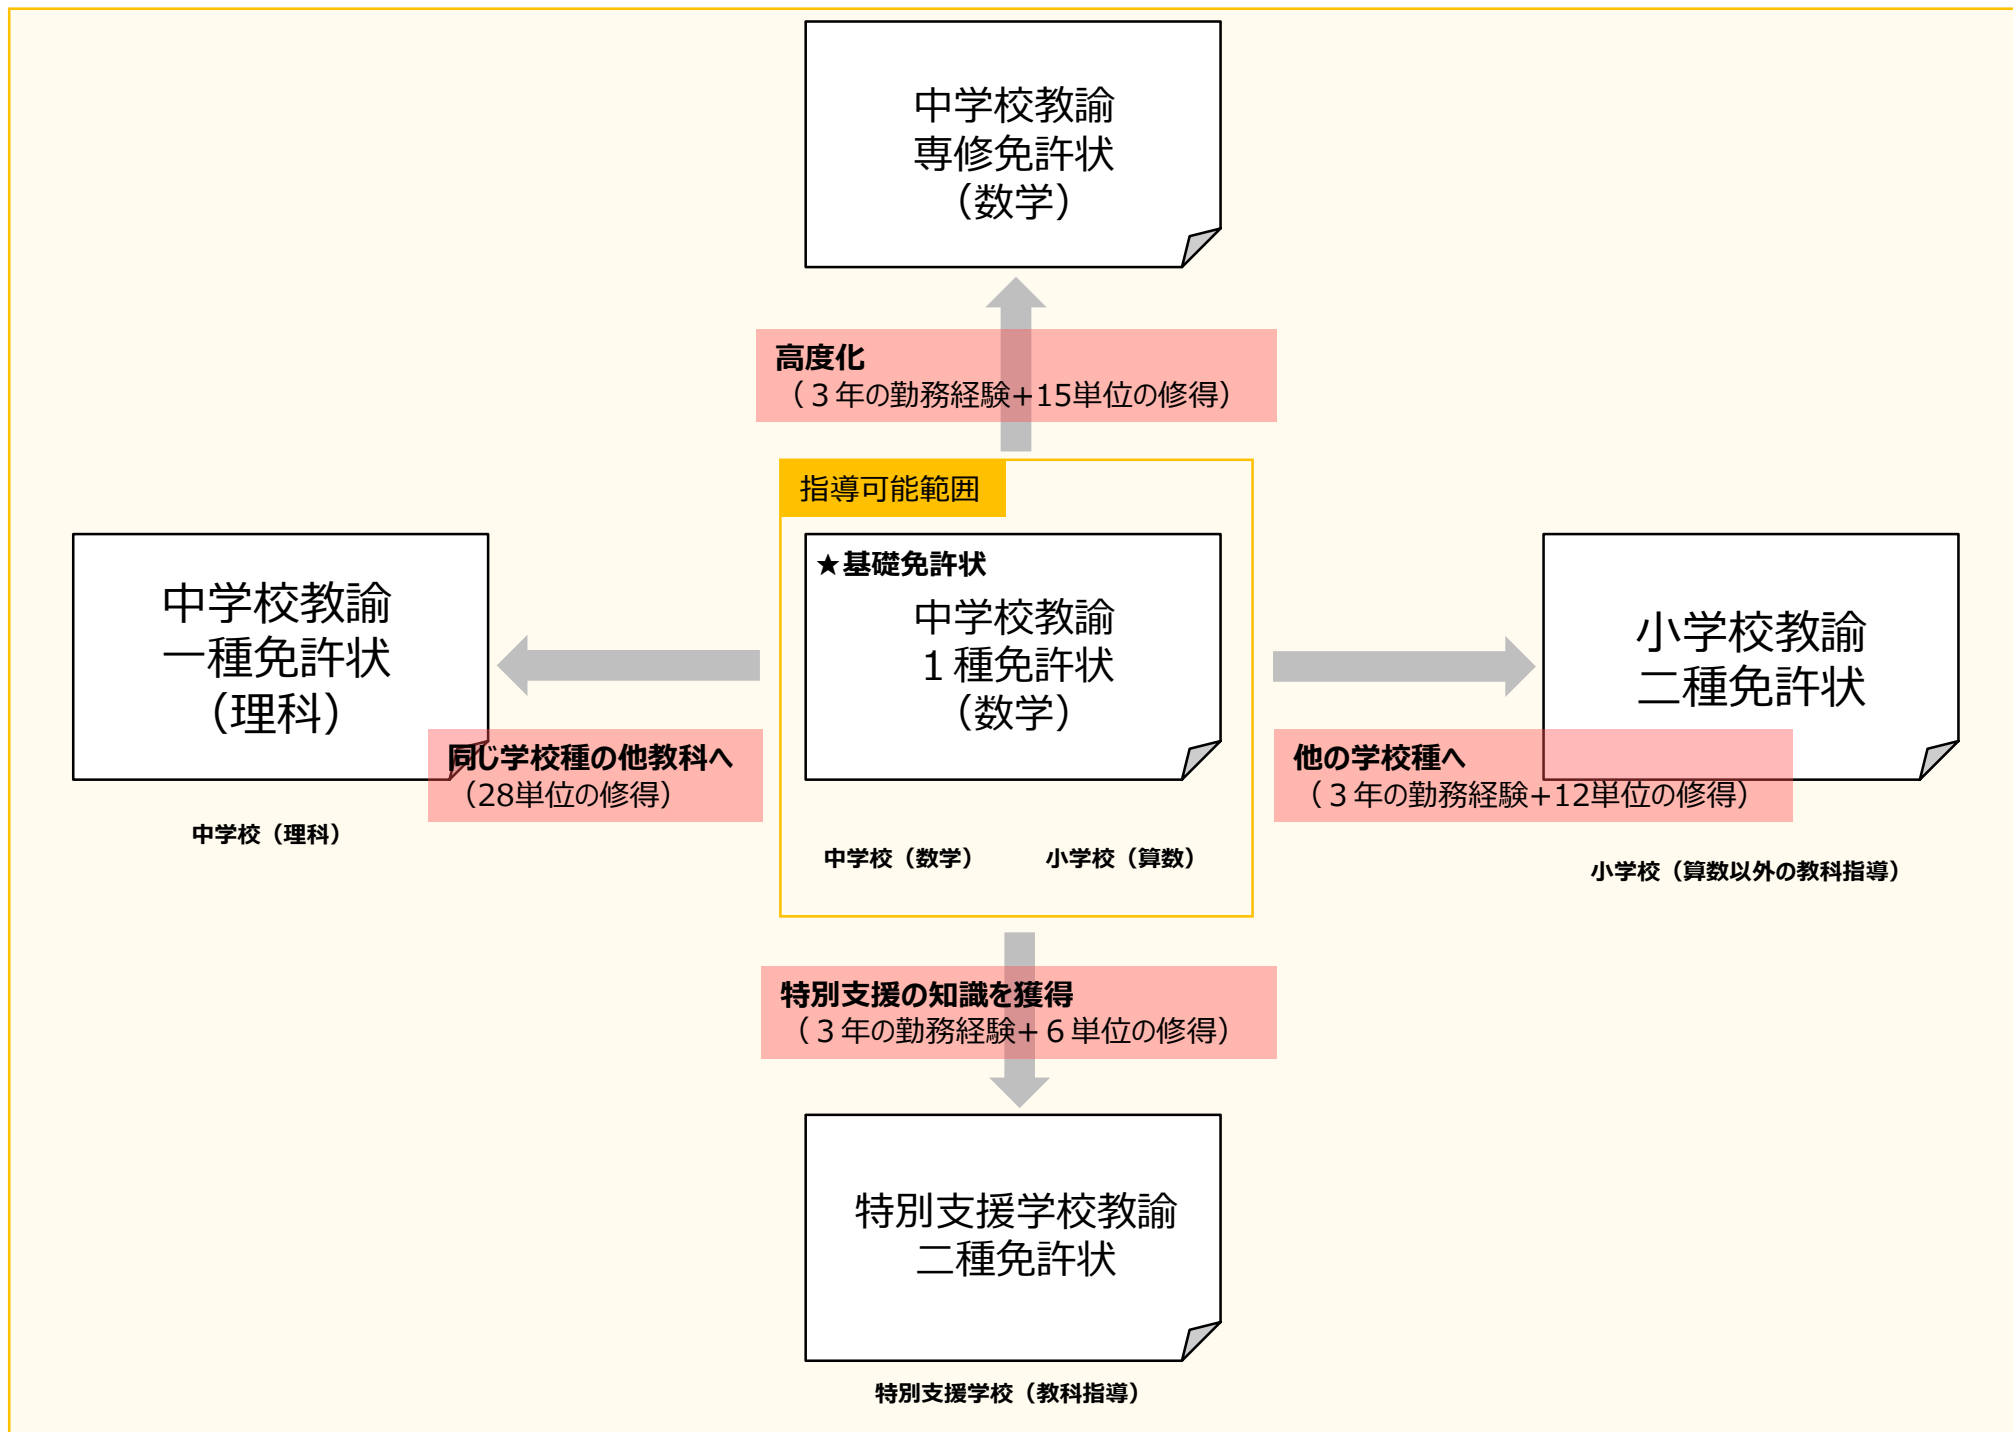 中学校教諭
専修免許状
（数学）
高度化
（３年の勤務経験+15単位の修得）
指導可能範囲
★基礎免許状
中学校教諭
１種免許状
（数学）
中学校（数学）
小学校（算数）
中学校教諭
一種免許状
（理科）
同じ学校種の他教科へ
（28単位の修得）
中学校（理科）
小学校教諭
二種免許状
他の学校種へ
（３年の勤務経験+12単位の修得）
小学校（算数以外の教科指導）
特別支援の知識を獲得
（３年の勤務経験+６単位の修得）
特別支援学校教諭
二種免許状
特別支援学校（教科指導）